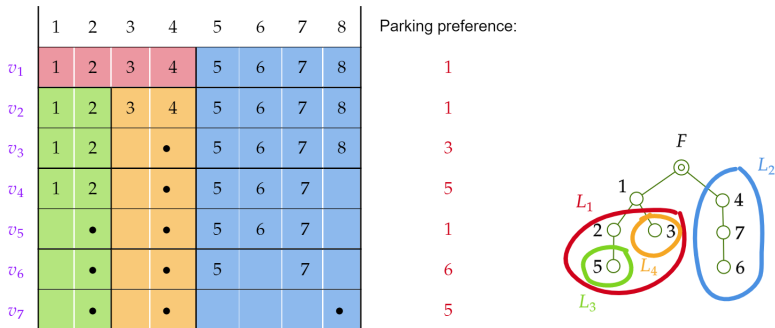 1 2 3 4 5 6 7 8 Parking preference:
v₁ 1 2 3 4 5 6 7 8 1
v₂ 1 2 3 4 5 6 7 8 1
v₃ 1 2 • 5 6 7 8 3
v₄ 1 2 • 5 6 7 5
v₅ • • 5 6 7 1
v₆ • • 5 7 6
v₇ • • • 5
F
L₂
1
L₁ 4
2 3
7
L₄
5 6
L₃